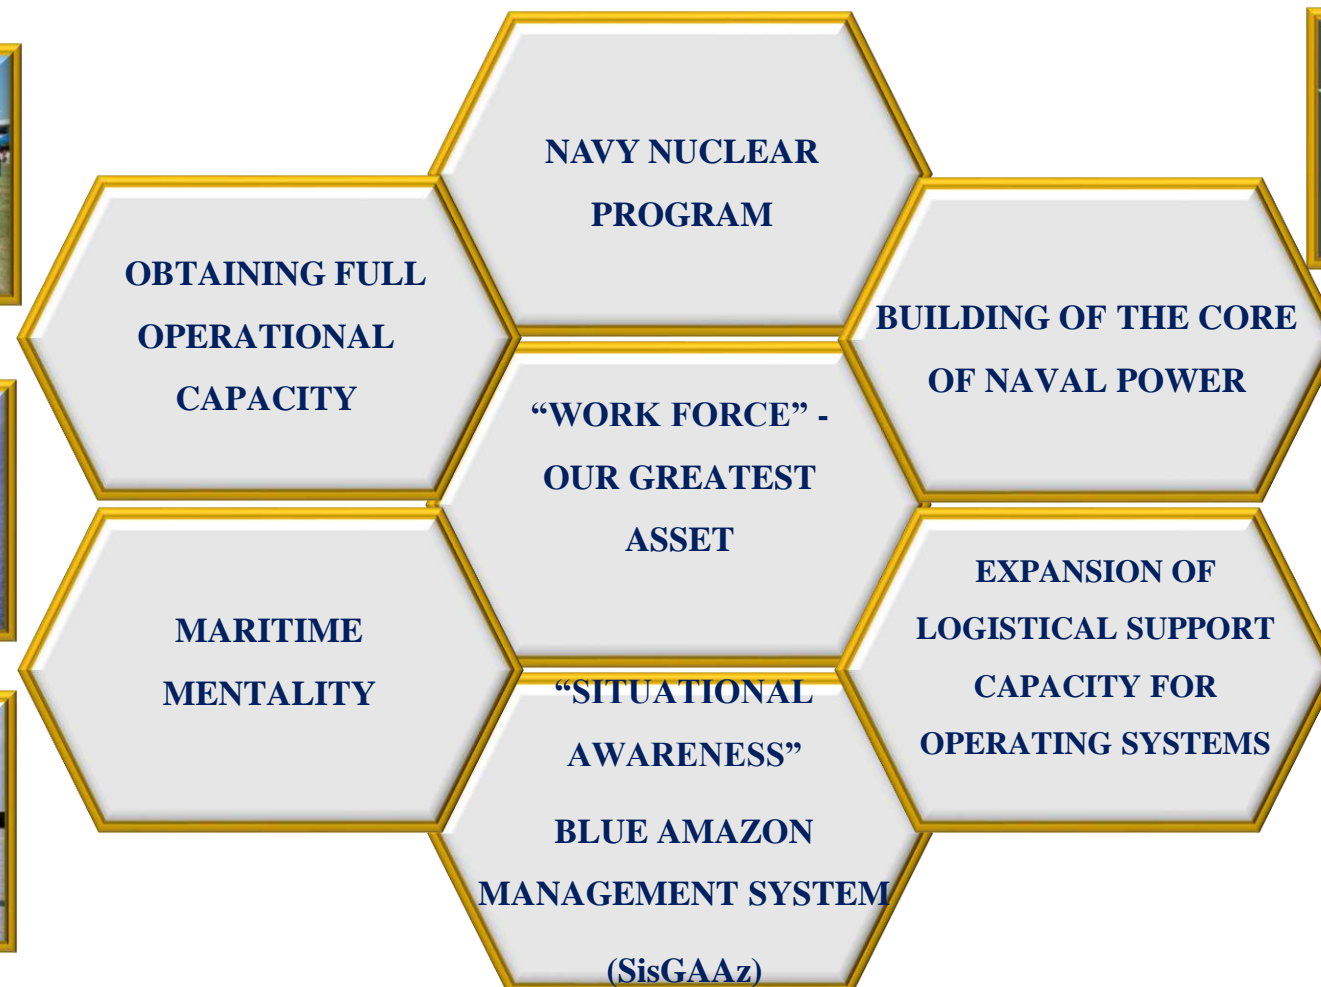 NAVY NUCLEAR
PROGRAM
OBTAINING FULL
OPERATIONAL
CAPACITY
BUILDING OF THE CORE
OF NAVAL POWER
“WORK FORCE” -
OUR GREATEST
ASSET
MARITIME
MENTALITY
EXPANSION OF
LOGISTICAL SUPPORT
CAPACITY FOR
OPERATING SYSTEMS
“SITUATIONAL
AWARENESS”
BLUE AMAZON
MANAGEMENT SYSTEM
(SisGAAz)